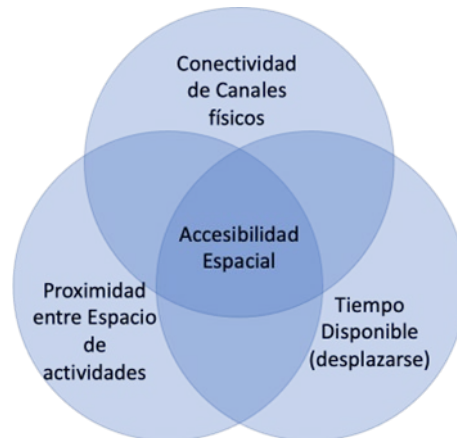 Conectividad
de Canales
físicos
Accesibilidad
Espacial
Proximidad
entre Espacio
de
actividades
Tiempo
Disponible
(desplazarse)